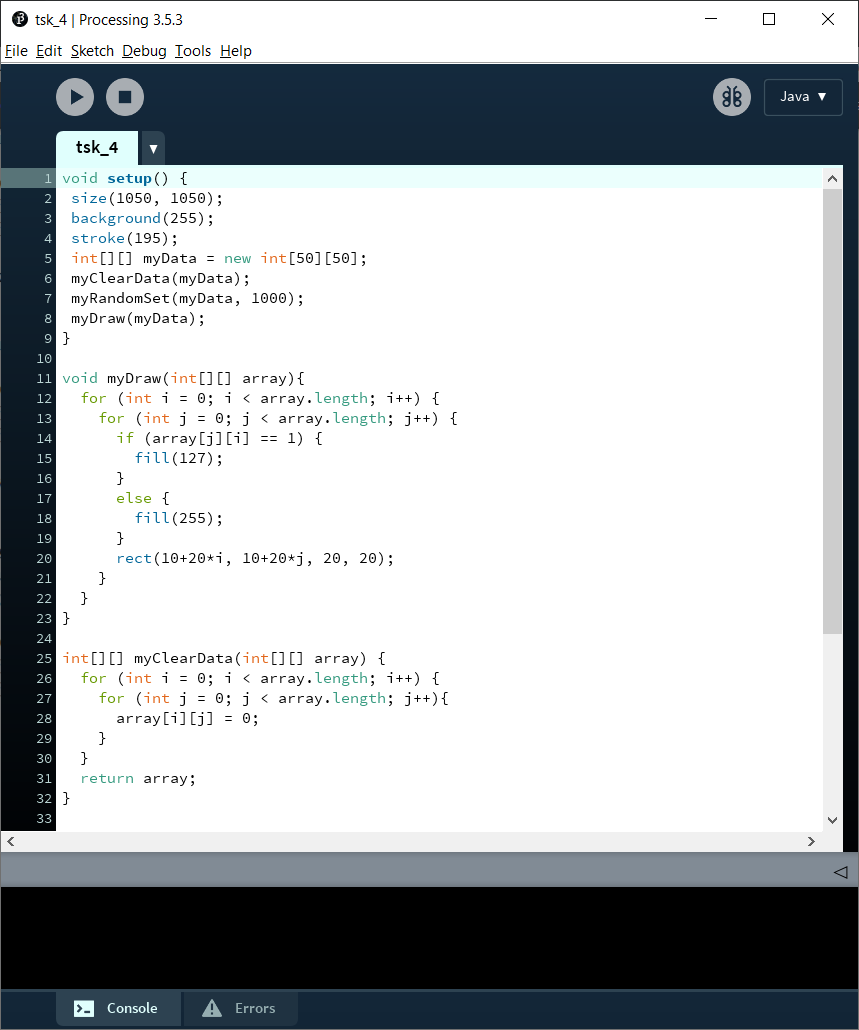 tsk_4 | Processing 3.5.3
File Edit Sketch Debug Tools Help
Java ▼
tsk_4 ▼
1 void setup() {
2  size(1050, 1050);
3  background(255);
4  stroke(195);
5  int[][] myData = new int[50][50];
6  myClearData(myData);
7  myRandomSet(myData, 1000);
8  myDraw(myData);
9 }
10
11 void myDraw(int[][] array){
12   for (int i = 0; i < array.length; i++) {
13     for (int j = 0; j < array.length; j++) {
14       if (array[j][i] == 1) {
15         fill(127);
16       }
17       else {
18         fill(255);
19       }
20       rect(10+20*i, 10+20*j, 20, 20);
21     }
22   }
23 }
24
25 int[][] myClearData(int[][] array) {
26   for (int i = 0; i < array.length; i++) {
27     for (int j = 0; j < array.length; j++){
28       array[i][j] = 0;
29     }
30   }
31   return array;
32 }
33
Console Errors